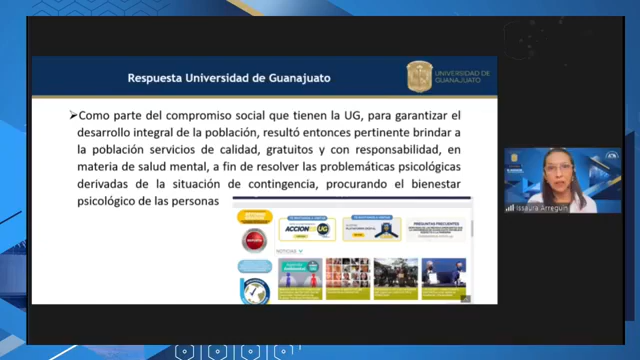 Respuesta Universidad de Guanajuato
UNIVERSIDAD DE
GUANAJUATO
➢Como parte del compromiso social que tienen la UG, para garantizar el
desarrollo integral de la población, resultó entonces pertinente brindar a
la población servicios de calidad, gratuitos y con responsabilidad, en
materia de salud mental, a fin de resolver las problemáticas psicológicas
derivadas de la situación de contingencia, procurando el bienestar
psicológico de las personas
ACCION UG
PREGUNTAS FRECUENTES
NOTICIAS
Issaura Arreguin